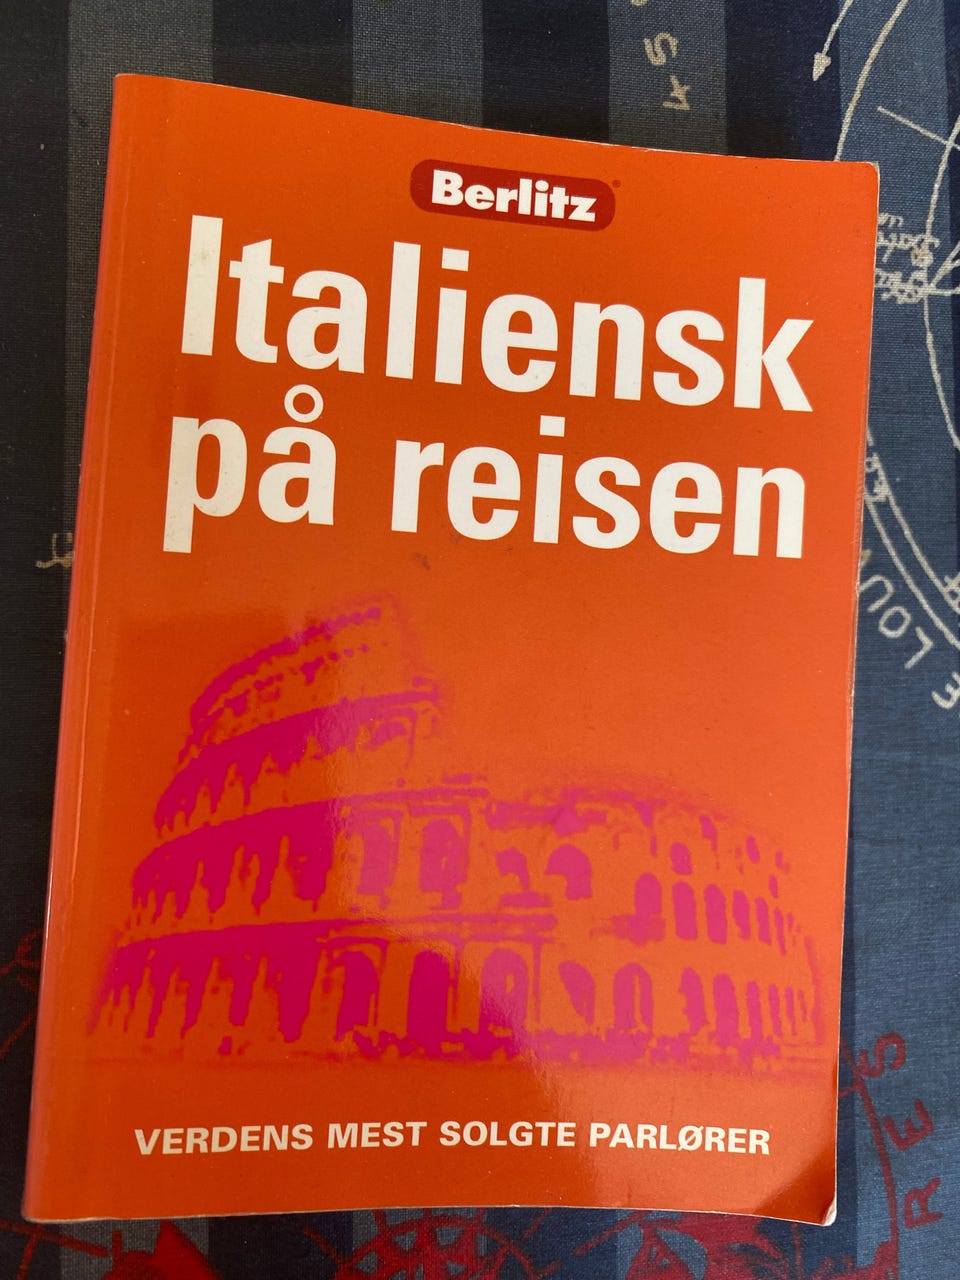 Berlitz
Italiensk
på reisen
VERDENS MEST SOLGTE PARLØRER